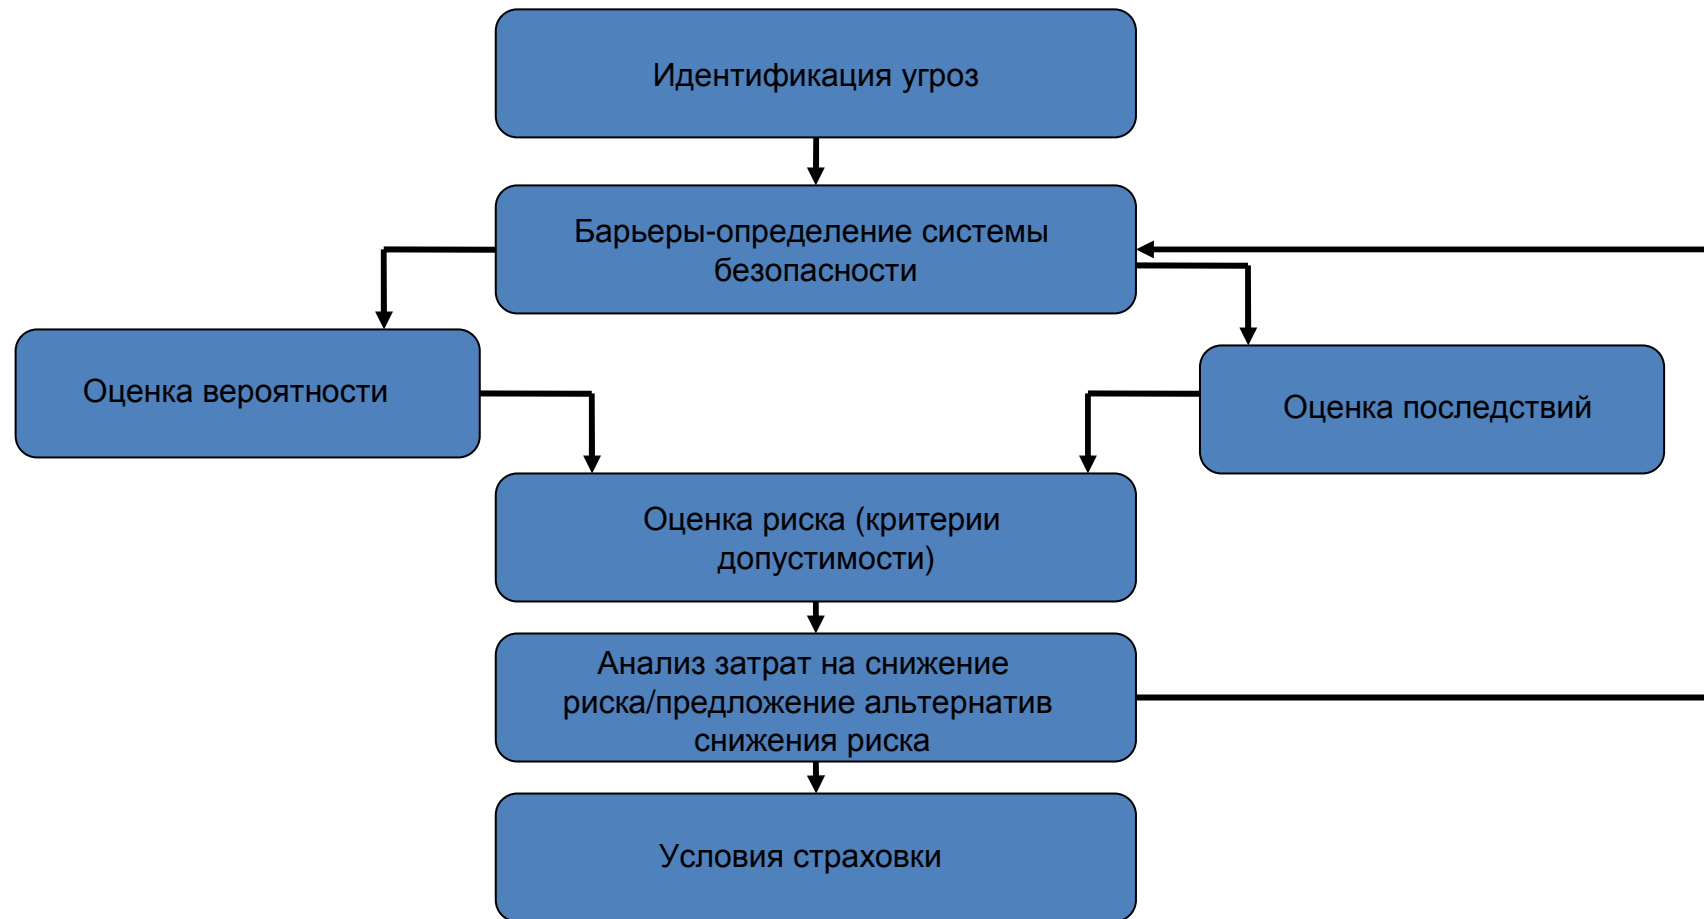 Идентификация угроз
Барьеры-определение системы
безопасности
Оценка вероятности
Оценка последствий
Оценка риска (критерии
допустимости)
Анализ затрат на снижение
риска/предложение альтернатив
снижения риска
Условия страховки